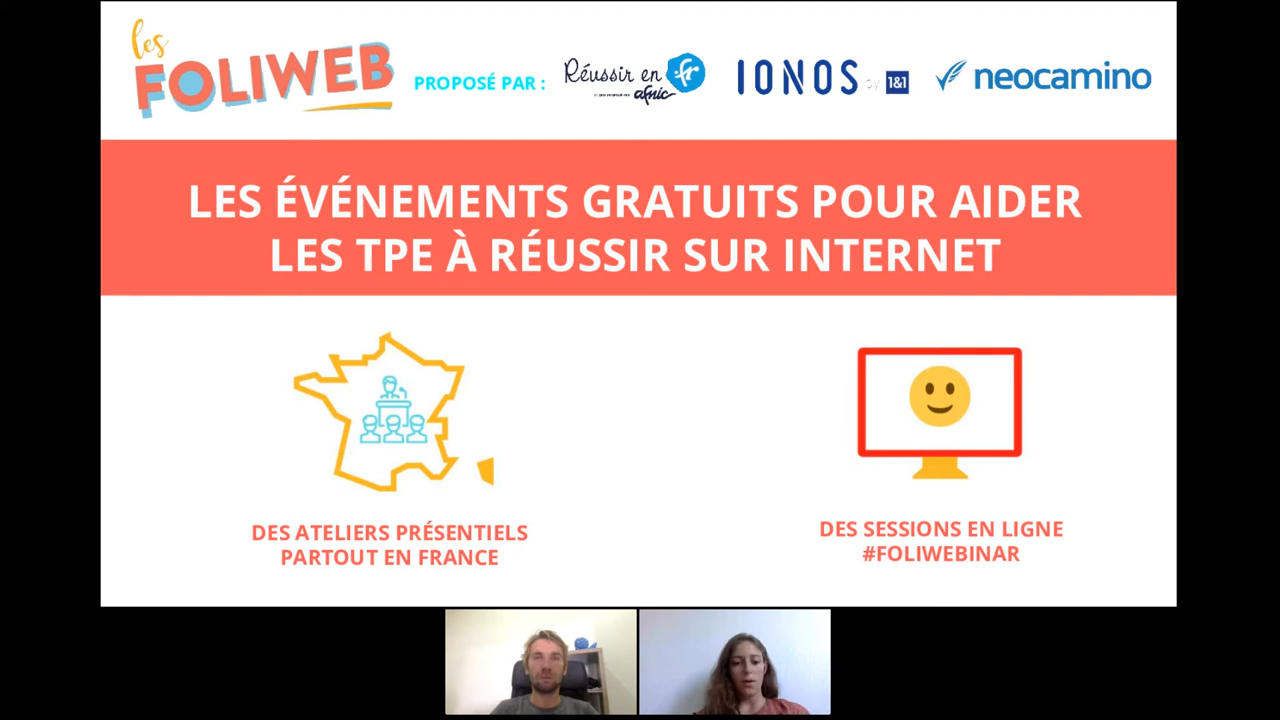 les
FOLIWEB
PROPOSÉ PAR :
Réussir en .fr
afnic
IONOS by 1&1
neocamino
LES ÉVÉNEMENTS GRATUITS POUR AIDER
LES TPE À RÉUSSIR SUR INTERNET
DES ATELIERS PRÉSENTIELS
PARTOUT EN FRANCE
DES SESSIONS EN LIGNE
#FOLIWEBINAR